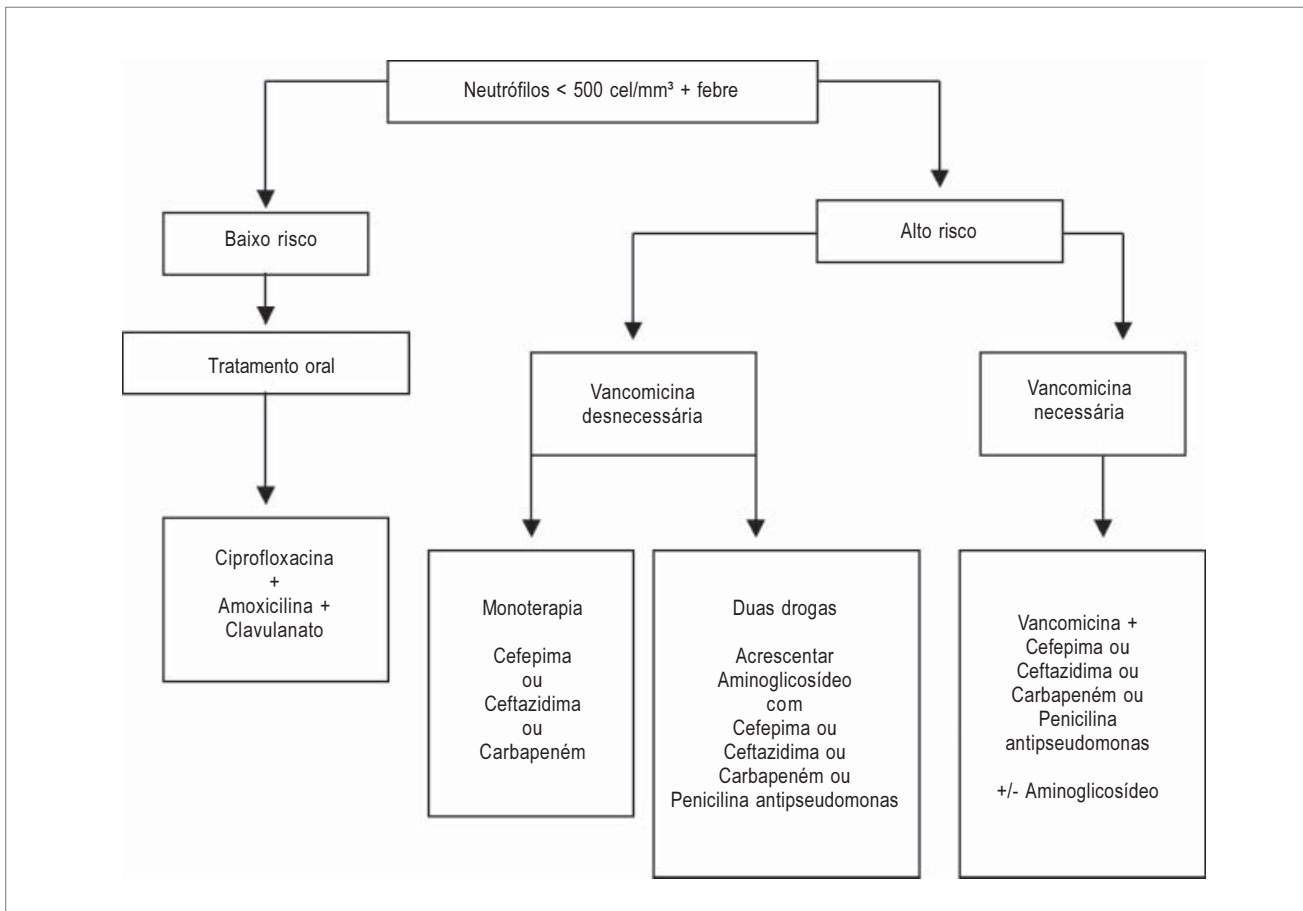 Neutrófilos < 500 cel/mm³ + febre
Baixo risco
Alto risco
Tratamento oral
Vancomicina
desnecessária
Vancomicina
necessária
Ciprofloxacina
+
Amoxicilina +
Clavulanato
Monoterapia
Cefepima
ou
Ceftazidima
ou
Carbapeném
Duas drogas
Acrescentar
Aminoglicosídeo
com
Cefepima ou
Ceftazidima ou
Carbapeném ou
Penicilina antipseudomonas
Vancomicina +
Cefepima ou
Ceftazidima ou
Carbapeném ou
Penicilina
antipseudomonas
+/- Aminoglicosídeo